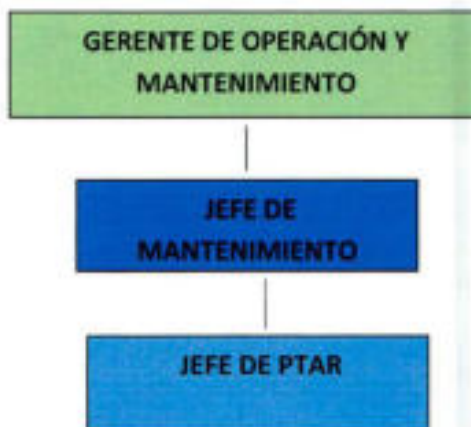 GERENTE DE OPERACIÓN Y
MANTENIMIENTO
JEFE DE
MANTENIMIENTO
JEFE DE PTAR